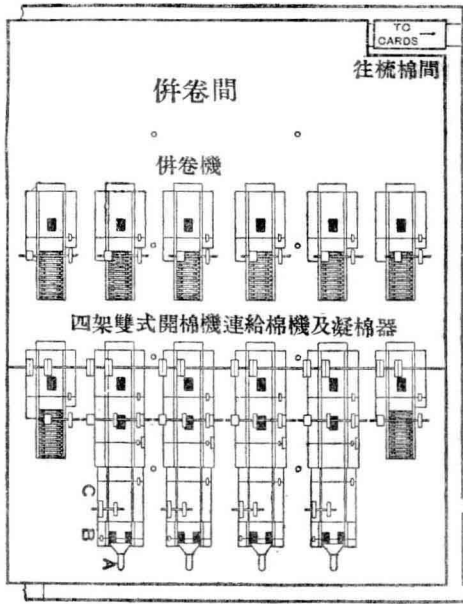 TO
CARDS →
往梳棉間
併卷間
併卷機
四架雙式開棉機連給棉機及凝棉器
C
B
A